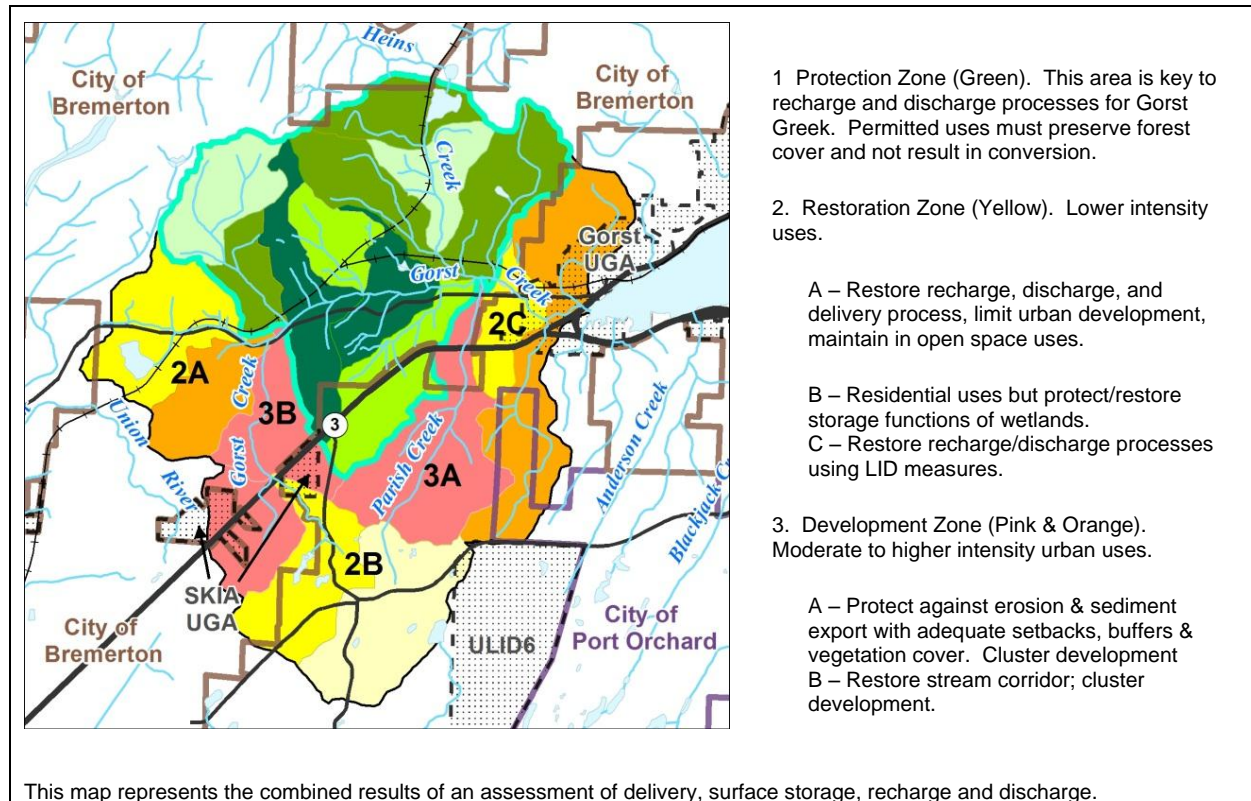 Heins
City of
Bremerton
City of
Bremerton
Creek
Gorst
UGA
Gorst
Creek
2C
2A
Creek
3B
3
Union
River
Gorst
Parish Creek
3A
Anderson Creek
Blackjack C
2B
SKIA
UGA
City of
Bremerton
ULID6
City of
Port Orchard
1 Protection Zone (Green). This area is key to
recharge and discharge processes for Gorst
Greek. Permitted uses must preserve forest
cover and not result in conversion.
2. Restoration Zone (Yellow). Lower intensity
uses.
A – Restore recharge, discharge, and
delivery process, limit urban development,
maintain in open space uses.
B – Residential uses but protect/restore
storage functions of wetlands.
C – Restore recharge/discharge processes
using LID measures.
3. Development Zone (Pink & Orange).
Moderate to higher intensity urban uses.
A – Protect against erosion & sediment
export with adequate setbacks, buffers &
vegetation cover. Cluster development
B – Restore stream corridor; cluster
development.
This map represents the combined results of an assessment of delivery, surface storage, recharge and discharge.